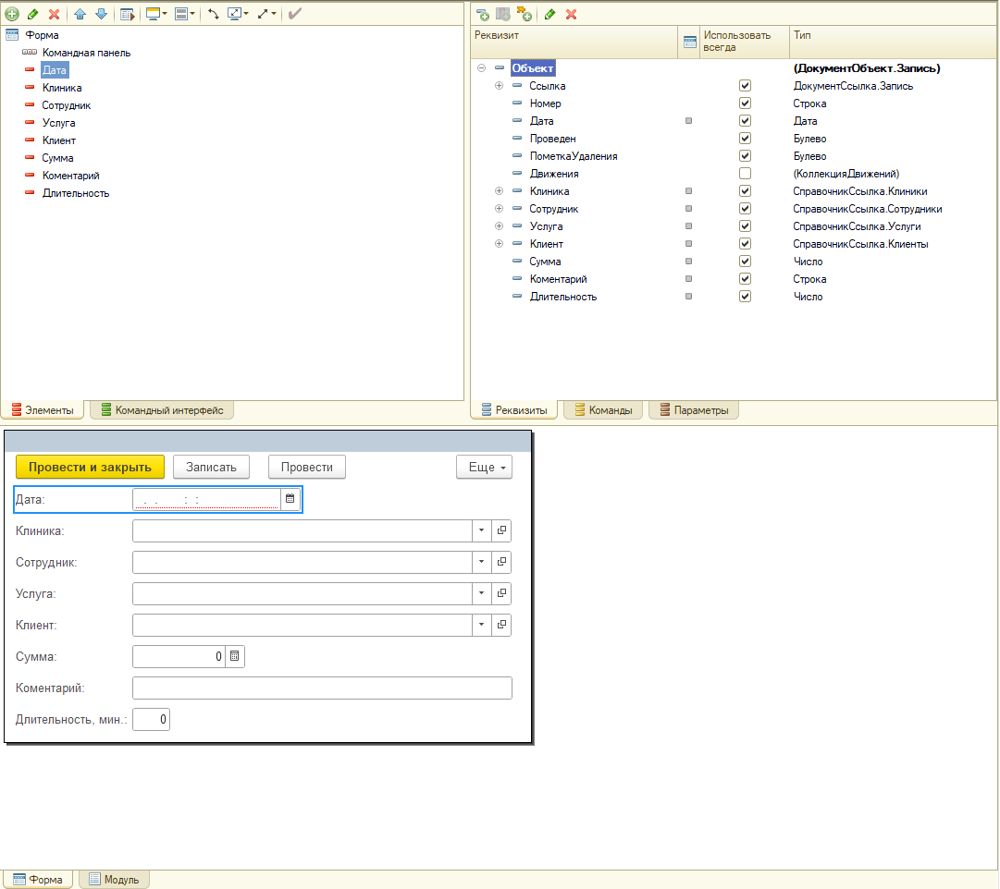 Форма
Командная панель
Дата
Клиника
Сотрудник
Услуга
Клиент
Сумма
Коментарий
Длительность
Элементы
Командный интерфейс
Реквизит
Использовать всегда
Тип
Объект
(ДокументОбъект.Запись)
Ссылка
ДокументСсылка.Запись
Номер
Строка
Дата
Дата
Проведен
Булево
ПометкаУдаления
Булево
Движения
(КоллекцияДвижений)
Клиника
СправочникСсылка.Клиники
Сотрудник
СправочникСсылка.Сотрудники
Услуга
СправочникСсылка.Услуги
Клиент
СправочникСсылка.Клиенты
Сумма
Число
Коментарий
Строка
Длительность
Число
Реквизиты
Команды
Параметры
Провести и закрыть
Записать
Провести
Еще
Дата:
. .     : :
Клиника:
Сотрудник:
Услуга:
Клиент:
Сумма:
0
Коментарий:
Длительность, мин.:
0
Форма
Модуль